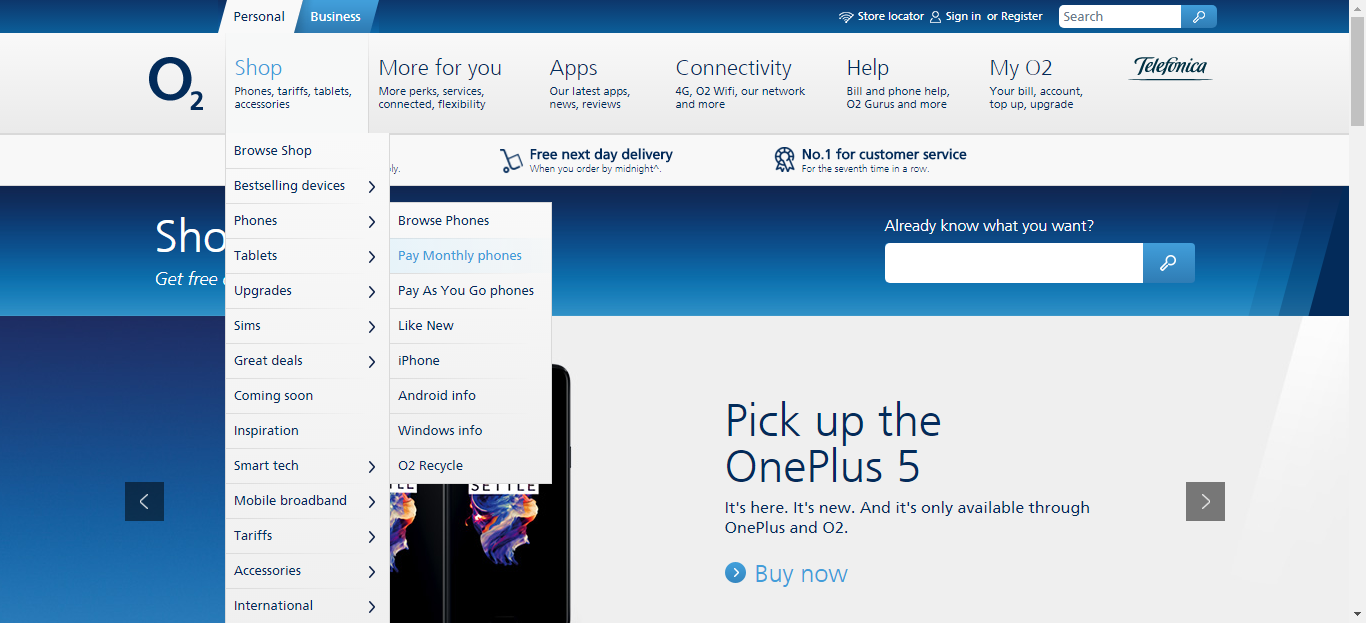 Personal
Business
Store locator
Sign in or Register
Search
O2
Shop
Phones, tariffs, tablets,
accessories
More for you
More perks, services,
connected, flexibility
Apps
Our latest apps,
news, reviews
Connectivity
4G, O2 Wifi, our network
and more
Help
Bill and phone help,
O2 Gurus and more
My O2
Your bill, account,
top up, upgrade
Telefónica
Free next day delivery
When you order by midnight^.
No.1 for customer service
For the seventh time in a row.
Browse Shop
Bestselling devices
Phones
Tablets
Upgrades
Sims
Great deals
Coming soon
Inspiration
Smart tech
Mobile broadband
Tariffs
Accessories
International
Browse Phones
Pay Monthly phones
Pay As You Go phones
Like New
iPhone
Android info
Windows info
O2 Recycle
Sho
Get free
Already know what you want?
SETTLE
Pick up the
OnePlus 5
It's here. It's new. And it's only available through
OnePlus and O2.
Buy now